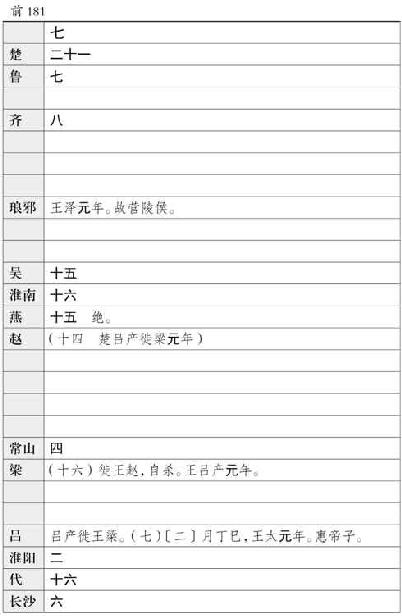 前181
七
楚 二十一
鲁 七
齐 八
琅邪 王泽元年。故营陵侯。
吴 十五
淮南 十六
燕 十五 绝。
赵 (十四 楚吕产徙梁元年)
常山 四
梁 (十六)徙王赵，自杀。王吕产元年。
吕 吕产徙王梁。(七)[二]月丁巳，王太元年。惠帝子。
淮阳 二
代 十六
长沙 六